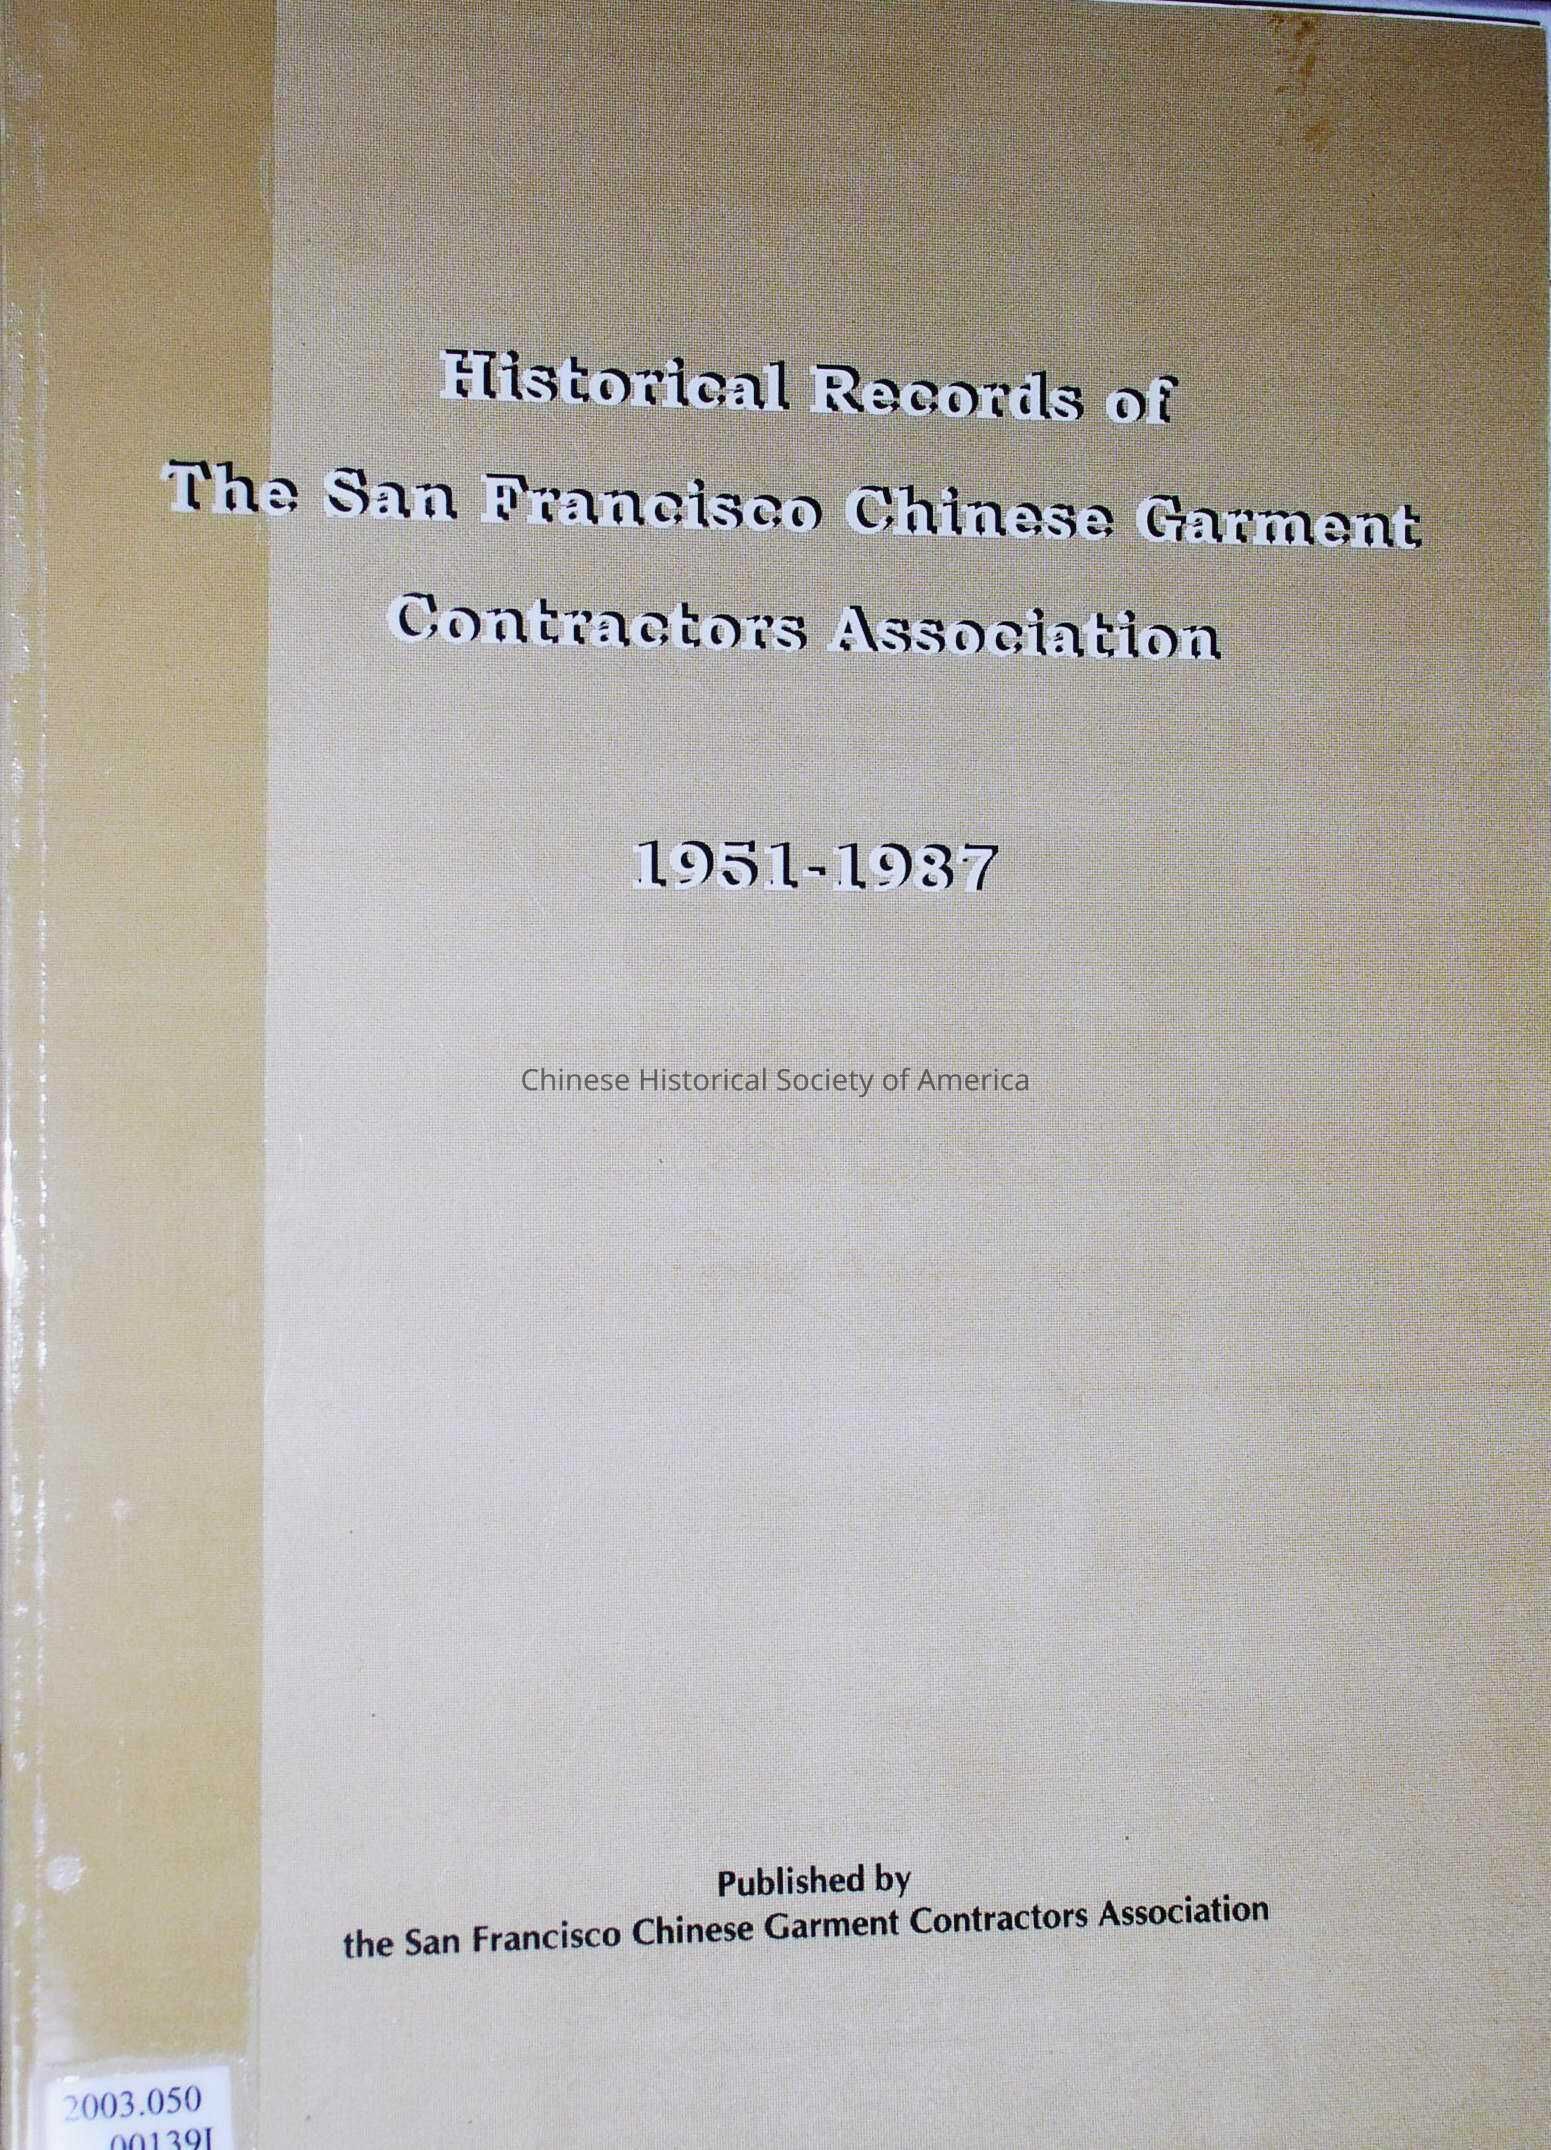 Historical Records of
The San Francisco Chinese Garment
Contractors Association
1951-1987
Chinese Historical Society of America
Published by
the San Francisco Chinese Garment Contractors Association
2003.050